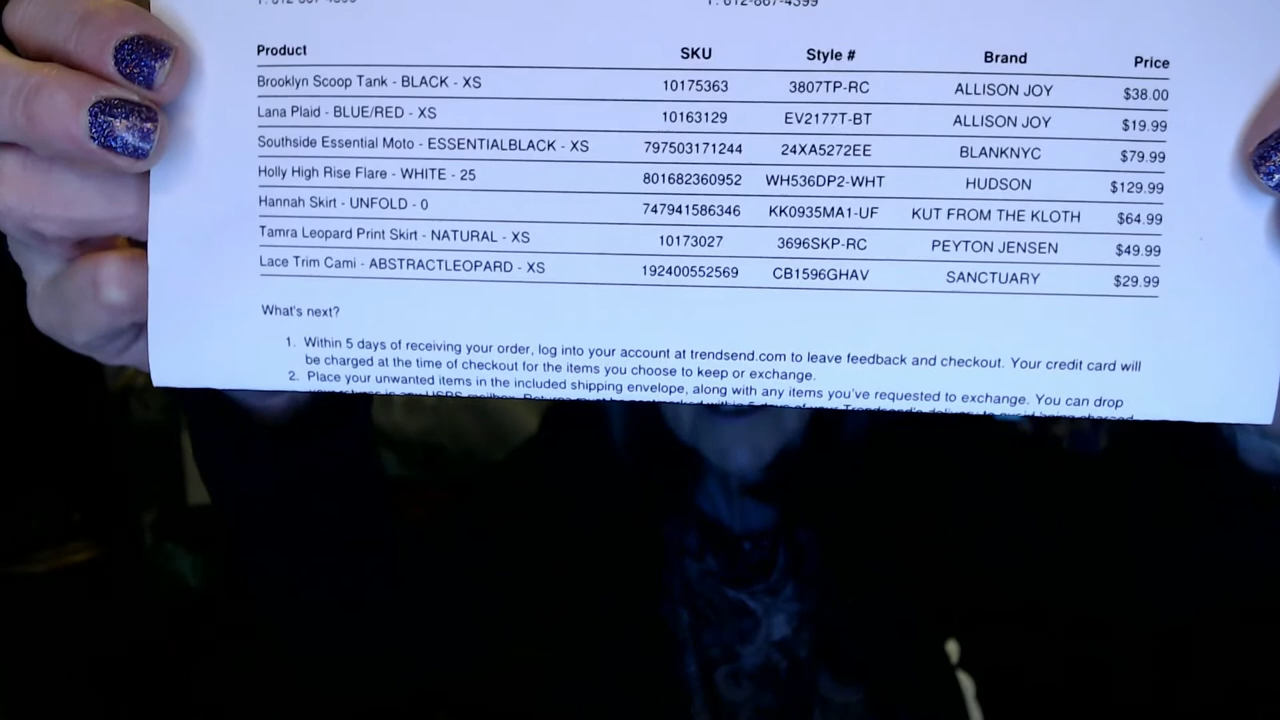 Product SKU Style # Brand Price
Brooklyn Scoop Tank - BLACK - XS 10175363 3807TP-RC ALLISON JOY $38.00
Lana Plaid - BLUE/RED - XS 10163129 EV2177T-BT ALLISON JOY $19.99
Southside Essential Moto - ESSENTIALBLACK - XS 797503171244 24XA5272EE BLANKNYC $79.99
Holly High Rise Flare - WHITE - 25 801682360952 WH536DP2-WHT HUDSON $129.99
Hannah Skirt - UNFOLD - 0 747941586346 KK0935MA1-UF KUT FROM THE KLOTH $64.99
Tamra Leopard Print Skirt - NATURAL - XS 10173027 3696SKP-RC PEYTON JENSEN $49.99
Lace Trim Cami - ABSTRACTLEOPARD - XS 192400552569 CB1596GHAV SANCTUARY $29.99
What's next?
1. Within 5 days of receiving your order, log into your account at trendsend.com to leave feedback and checkout. Your credit card will
be charged at the time of checkout for the items you choose to keep or exchange.
2. Place your unwanted items in the included shipping envelope, along with any items you've requested to exchange. You can drop